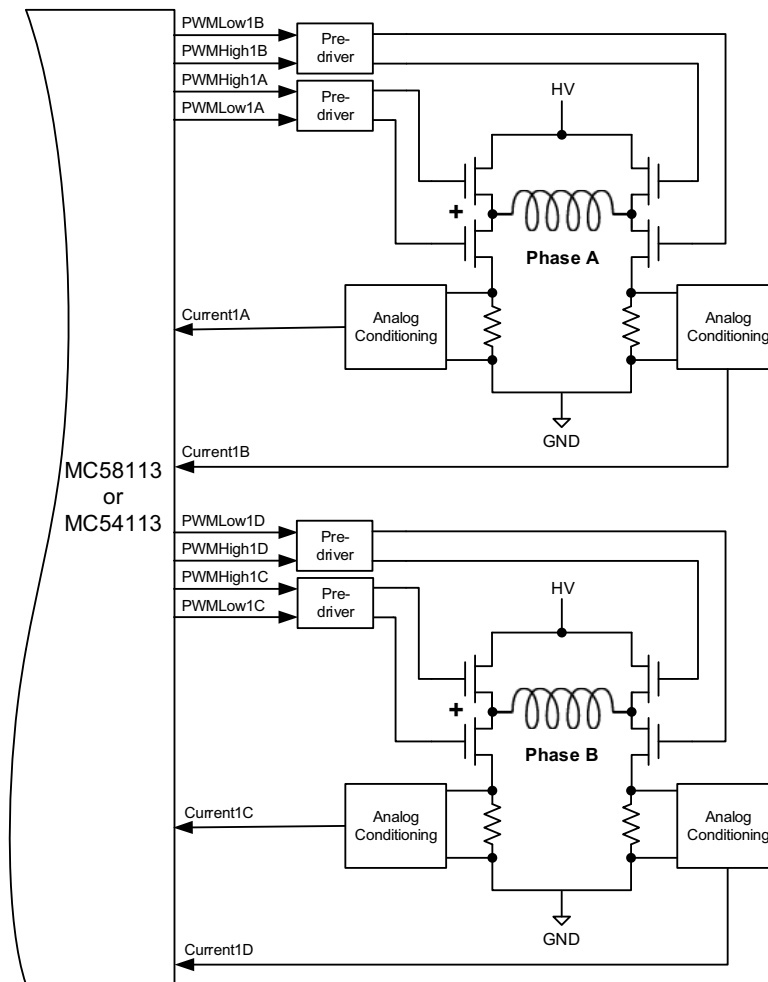 PWMLow1B
PWMHigh1B
PWMHigh1A
PWMLow1A
Pre-
driver
Pre-
driver
HV
+
Phase A
Current1A
Analog
Conditioning
Analog
Conditioning
GND
Current1B
MC58113
or
MC54113
PWMLow1D
PWMHigh1D
PWMHigh1C
PWMLow1C
Pre-
driver
Pre-
driver
HV
+
Phase B
Current1C
Analog
Conditioning
Analog
Conditioning
GND
Current1D